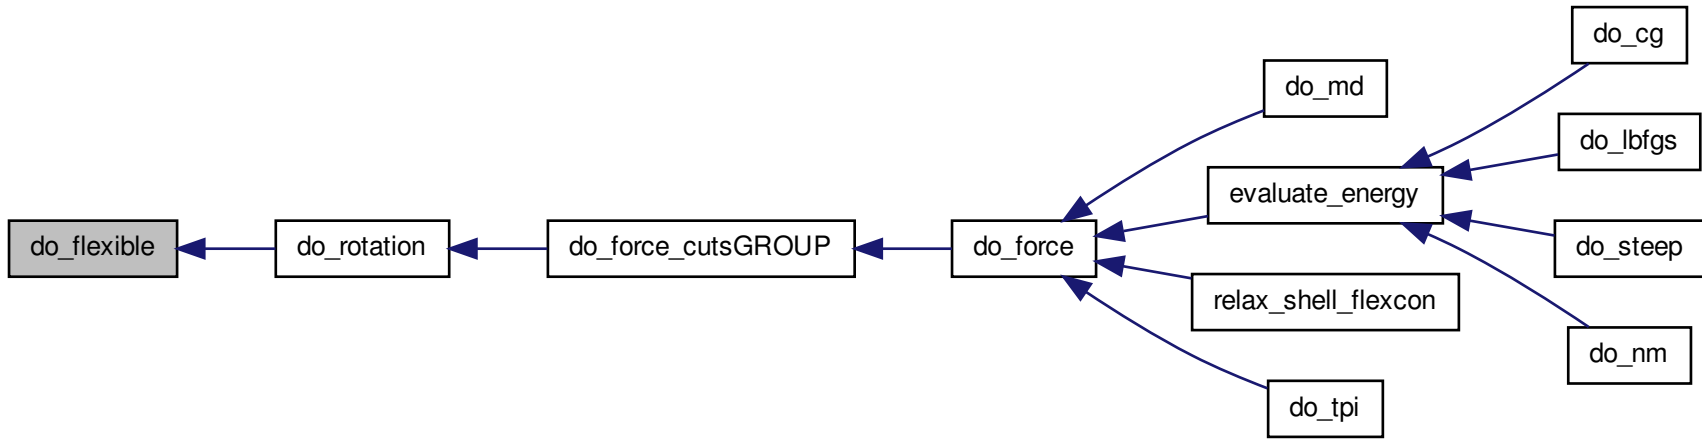 do_flexible
do_rotation
do_force_cutsGROUP
do_force
do_md
evaluate_energy
relax_shell_flexcon
do_tpi
do_cg
do_lbfgs
do_steep
do_nm